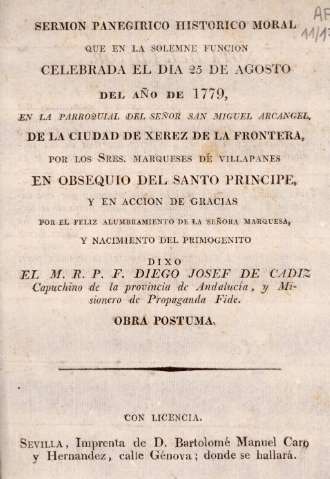 SERMON PANEGIRICO HISTORICO MORAL
QUE EN LA SOLEMNE FUNCION
CELEBRADA EL DIA 25 DE AGOSTO
DEL AÑO DE 1779,
EN LA PARROQUIAL DEL SEÑOR SAN MIGUEL ARCANGEL,
DE LA CIUDAD DE XEREZ DE LA FRONTERA,
POR LOS SRES. MARQUESES DE VILLAPANES
EN OBSEQUIO DEL SANTO PRINCIPE,
Y EN ACCION DE GRACIAS
POR EL FELIZ ALUMBRAMIENTO DE LA SEÑORA MARQUESA,
Y NACIMIENTO DEL PRIMOGENITO
DIXO
EL M. R. P. F. DIEGO JOSEF DE CADIZ
Capuchino de la provincia de Andalucía, y Mi-
sionero de Propaganda Fide.
OBRA POSTUMA.
CON LICENCIA.
SEVILLA, Imprenta de D. Bartolomé Manuel Caro
y Hernandez, calle Génova; donde se hallará.